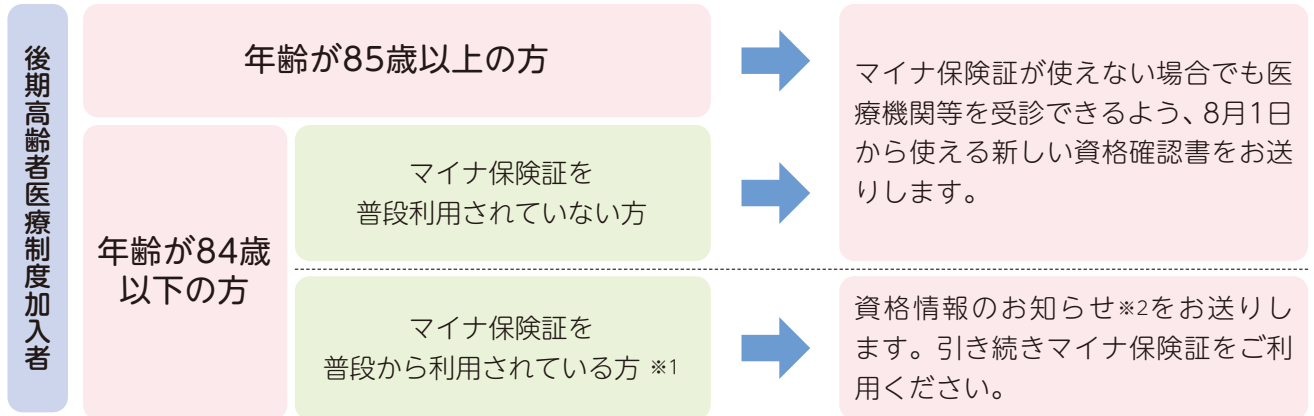 後期高齢者医療制度加入者
年齢が85歳以上の方
マイナ保険証が使えない場合でも医
療機関等を受診できるよう、8月1日
から使える新しい資格確認書をお送
りします。
年齢が84歳
以下の方
マイナ保険証を
普段利用されていない方
マイナ保険証を
普段から利用されている方 ※1
資格情報のお知らせ※2をお送りし
ます。引き続きマイナ保険証をご利
用ください。